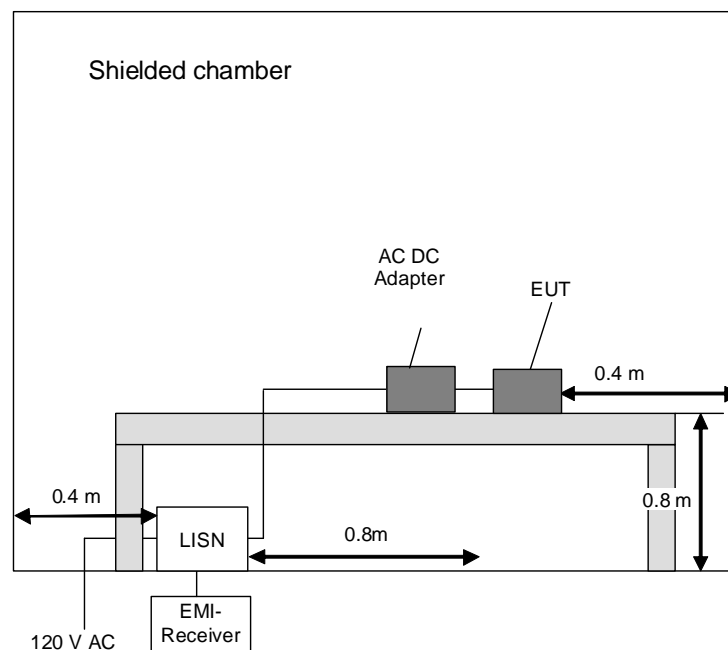 Shielded chamber
AC DC
Adapter
EUT
0.4 m
0.4 m
0.8 m
LISN
0.8m
EMI-
Receiver
120 V AC